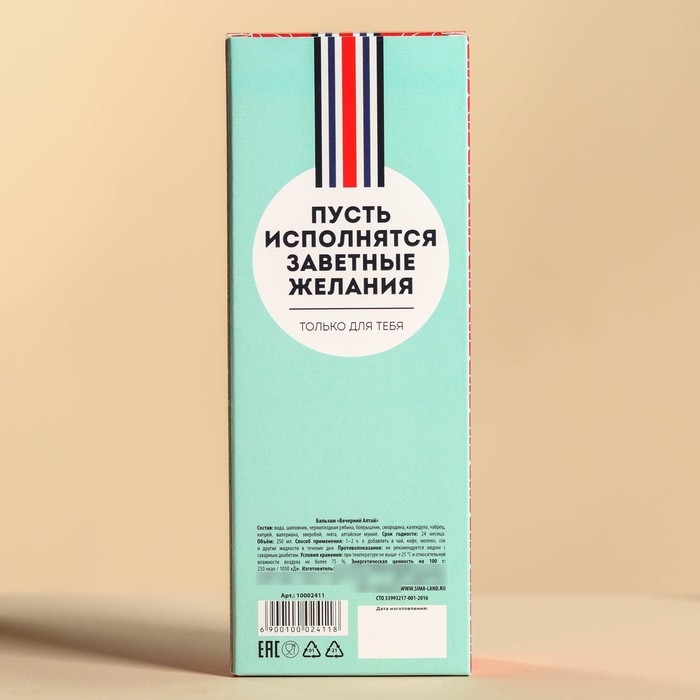 ПУСТЬ
ИСПОЛНЯТСЯ
ЗАВЕТНЫЕ
ЖЕЛАНИЯ
ТОЛЬКО ДЛЯ ТЕБЯ
Бальзам «Вечерний Алтай»
Состав: вода, шиповник, черноплодная рябина, боярышник, смородина, календула, чабрец,
кипрей, валериана, зверобой, мята, алтайское мумиё. Срок годности: 24 месяца.
Объём: 250 мл. Способ применения: 1–2 ч. л. добавлять в чай, кофе, молоко, сок
и другие жидкости в течение дня. Противопоказания: не рекомендуется людям с
сахарным диабетом. Условия хранения: при температуре не выше +25 °С и относительной
влажности воздуха не более 75 %. Энергетическая ценность на 100 г:
250 ккал / 1050 кДж. Изготовитель:
WWW.SIMA-LAND.RU
Арт.: 10002411
СТО 33993217-001-2016
Дата изготовления:
6 900100 024118
EAC